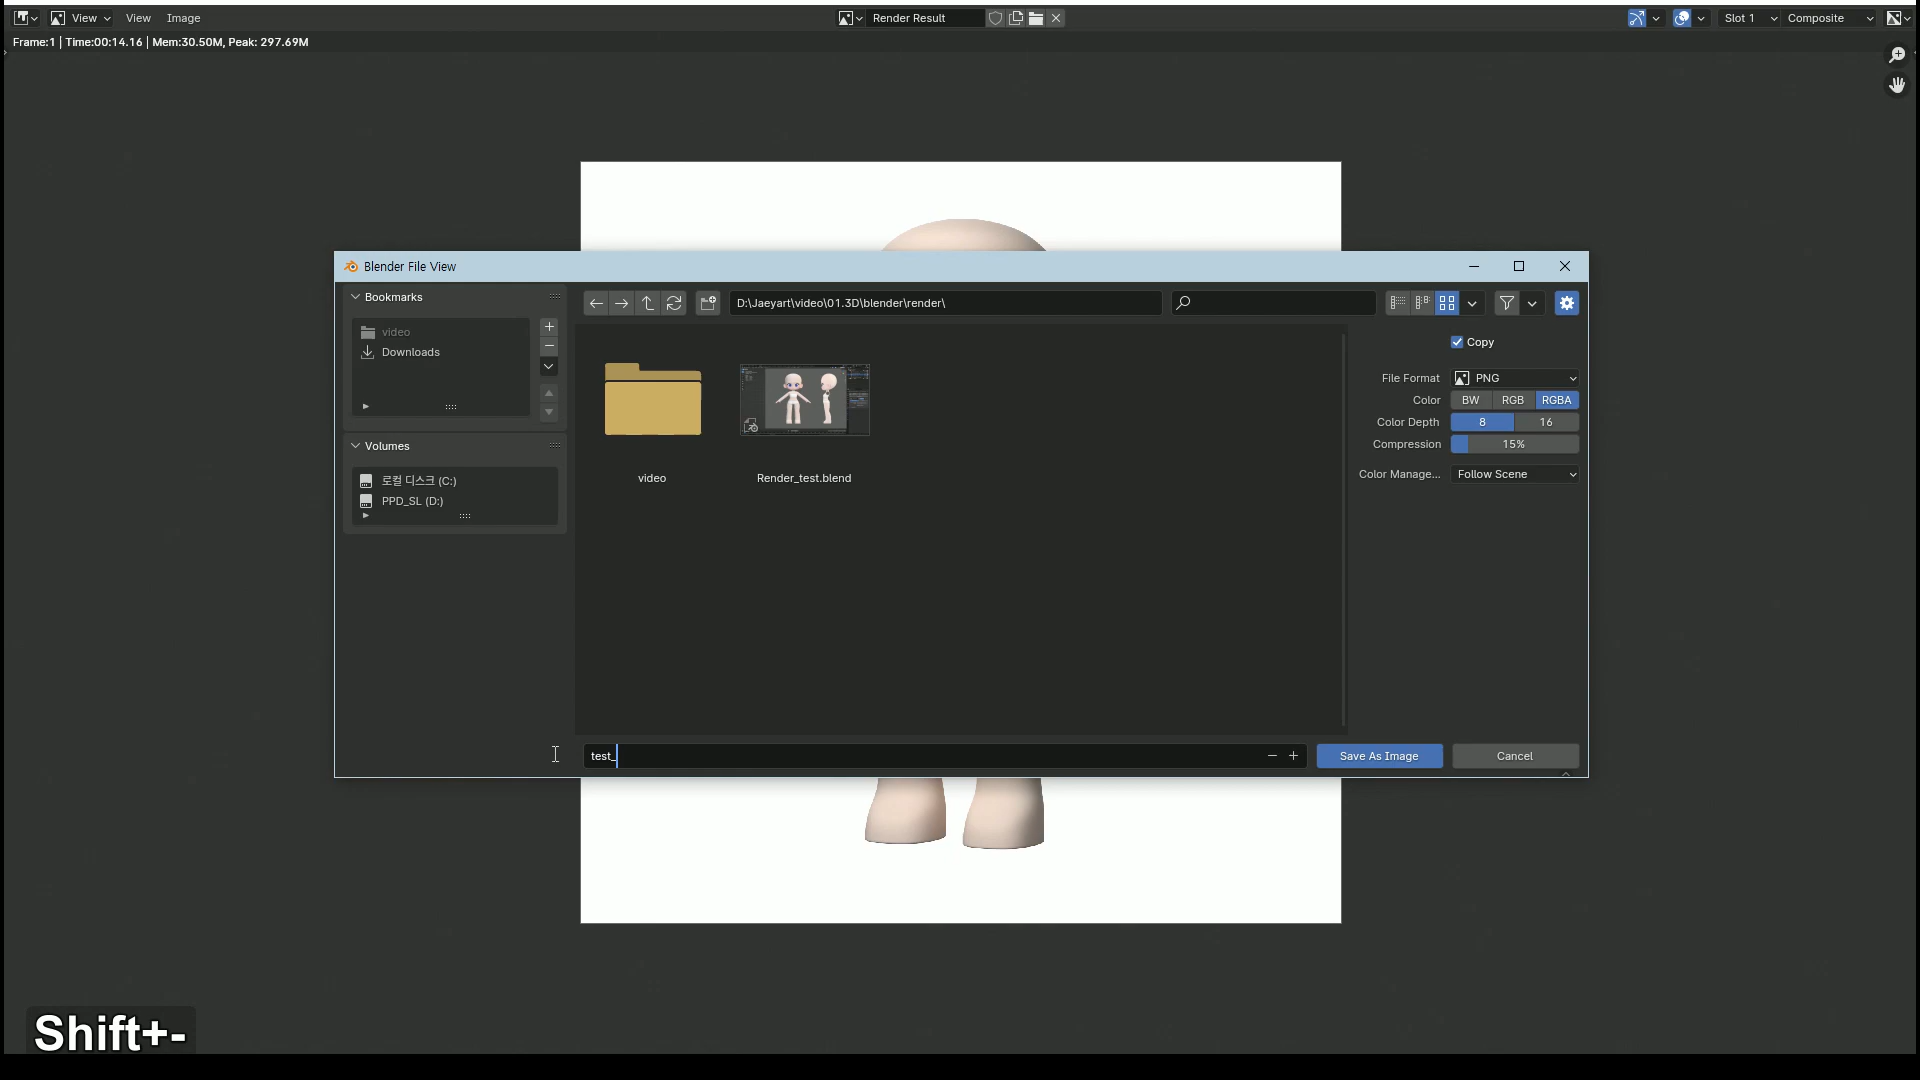 View View Image Render Result Slot 1 Composite
Frame:1 | Time:00:14.16 | Mem:30.50M, Peak: 297.69M
Blender File View
Bookmarks
video
Downloads
Volumes
로컬 디스크 (C:)
PPD_SL (D:)
D:\Jaeyart\video\01.3D\blender\render\
video
Render_test.blend
Copy
File Format PNG
Color BW RGB RGBA
Color Depth 8 16
Compression 15%
Color Manage... Follow Scene
test_
Save As Image Cancel
Shift+-